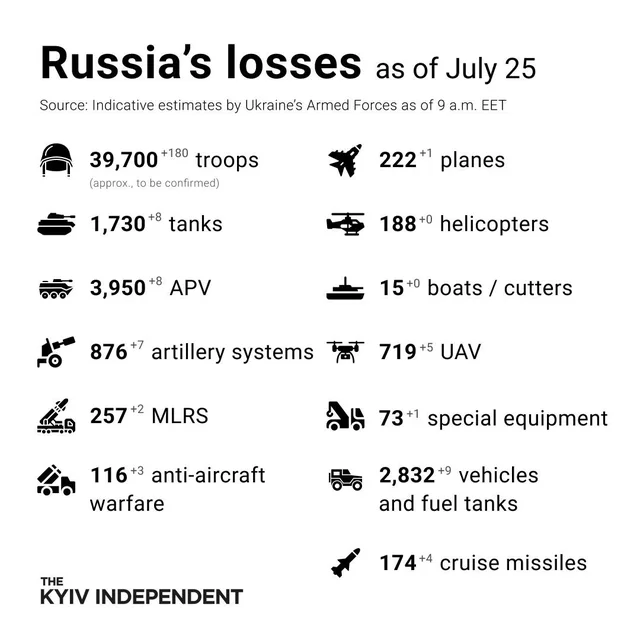 Russia's losses as of July 25
Source: Indicative estimates by Ukraine's Armed Forces as of 9 a.m. EET
39,700 +180 troops
(approx., to be confirmed)
1,730 +8 tanks
3,950 +8 APV
876 +7 artillery systems
257 +2 MLRS
116 +3 anti-aircraft
warfare
222 +1 planes
188 +0 helicopters
15 +0 boats / cutters
719 +5 UAV
73 +1 special equipment
2,832 +9 vehicles
and fuel tanks
174 +4 cruise missiles
THE
KYIV INDEPENDENT